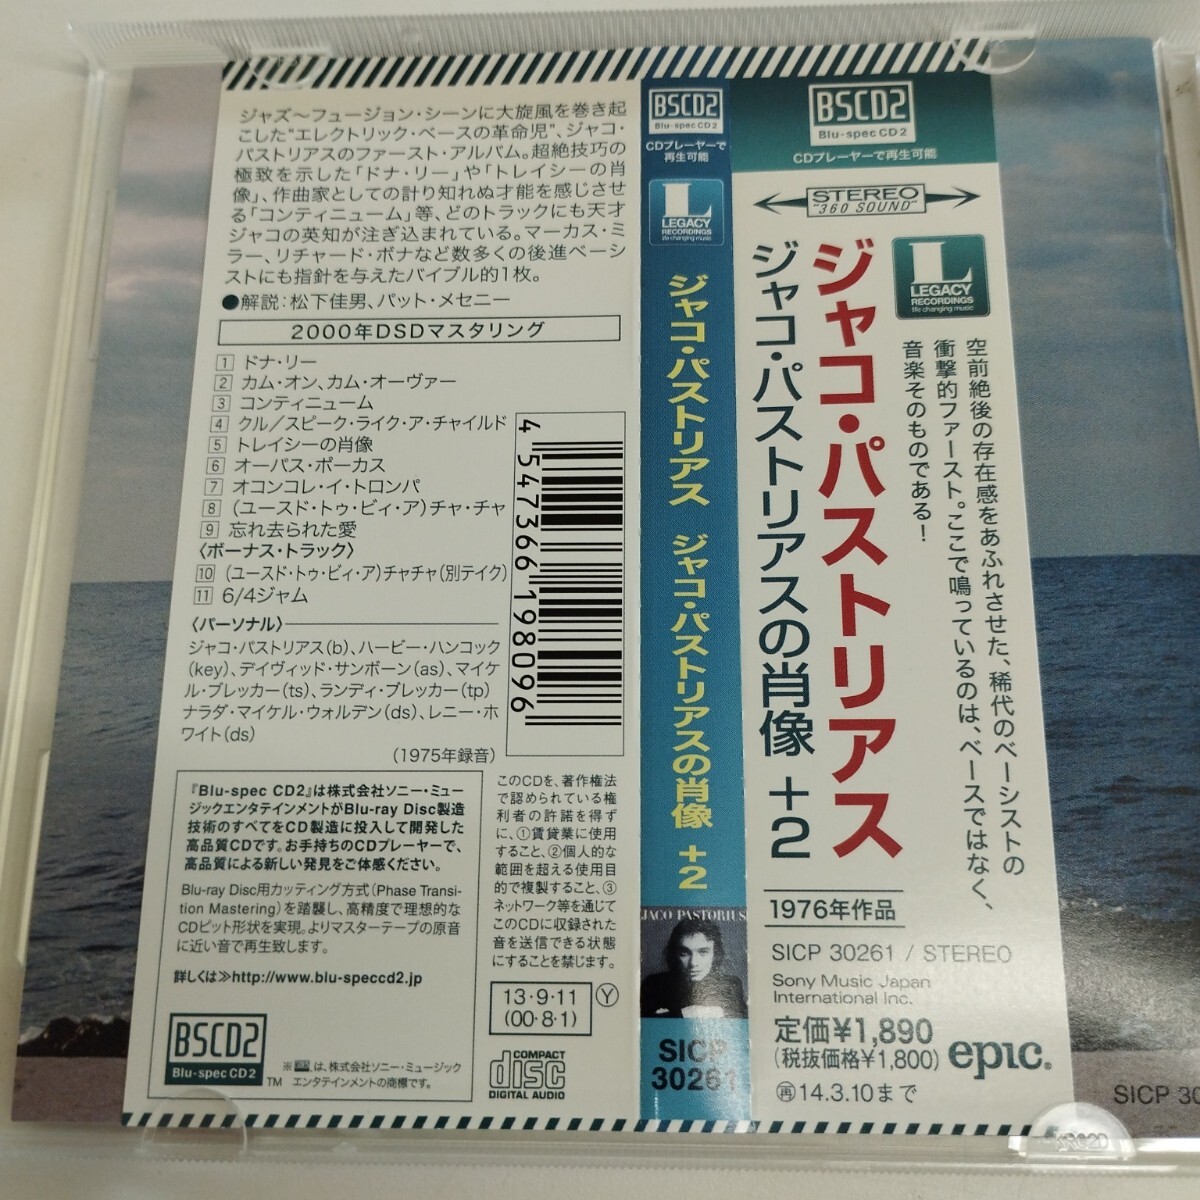 ジャズ〜フュージョン・シーンに大旋風を巻き起
こした“エレクトリック・ベースの革命児”、ジャコ・
パストリアスのファースト・アルバム。超絶技巧の
極致を示した「ドナ・リー」や「トレイシーの肖
像」、作曲家としての計り知れぬ才能を感じさせ
る「コンティニューム」等、どのトラックにも天才
ジャコの英知が注ぎ込まれている。マーカス・ミ
ラー、リチャード・ボナなど数多くの後進ベーシ
ストにも指針を与えたバイブル的1枚。
●解説：松下佳男、パット・メセニー
2000年DSDマスタリング
1 ドナ・リー
2 カム・オン、カム・オーヴァー
3 コンティニューム
4 クル／スピーク・ライク・ア・チャイルド
5 トレイシーの肖像
6 オーパス・ポーカス
7 オコンコレ・イ・トロンパ
8 （ユースド・トゥ・ビィ・ア）チャ・チャ
9 忘れ去られた愛
〈ボーナス・トラック〉
10 （ユースド・トゥ・ビィ・ア）チャチャ（別テイク）
11 6/4ジャム
〈パーソナル〉
ジャコ・パストリアス(b)、ハービー・ハンコック
(key)、デイヴィッド・サンボーン(as)、マイケ
ル・ブレッカー(ts)、ランディ・ブレッカー(tp)
ナラダ・マイケル・ウォルデン(ds)、レニー・ホ
ワイト(ds)
(1975年録音)
4 547366 198096
『Blu-spec CD2』は株式会社ソニー・ミュー
ジックエンタテインメントがBlu-ray Disc製造
技術のすべてをCD製造に投入して開発した
高品質CDです。お手持ちのCDプレーヤーで、
高品質による新しい発見をご体感ください。
Blu-ray Disc用カッティング方式(Phase Transi-
tion Mastering)を踏襲し、高精度で理想的な
CDピット形状を実現。よりマスターテープの原音
に近い音で再生致します。
詳しくは≫http://www.blu-speccd2.jp
BSCD2
Blu-spec CD2
TM
※は、株式会社ソニー・ミュージック
エンタテインメントの商標です。
このCDを、著作権法
で認められている権
利者の許諾を得ず
に、①賃貸業に使用
すること、②個人的な
範囲を超える使用目
的で複製すること、③
ネットワーク等を通じて
このCDに収録された
音を送信できる状態
にすることを禁じます。
13・9・11
(00・8・1)
Y
COMPACT
disc
DIGITAL AUDIO
BSCD2
Blu-spec CD2
CDプレーヤーで
再生可能
L
LEGACY
RECORDINGS
life changing music
ジャコ・パストリアス ジャコ・パストリアスの肖像 +2
JACO PASTORIUS
SICP
30261
BSCD2
Blu-spec CD2
CDプレーヤーで再生可能
STEREO
"360 SOUND"
L
LEGACY
RECORDINGS
life changing music
ジャコ・パストリアス
ジャコ・パストリアスの肖像 +2
空前絶後の存在感をあふれさせた、稀代のベーシストの
衝撃的ファースト。ここで鳴っているのは、ベースではなく、
音楽そのものである！
1976年作品
SICP 30261 / STEREO
Sony Music Japan
International Inc.
定価¥1,890
(税抜価格¥1,800)
epic®
再14.3.10まで
SICP 30